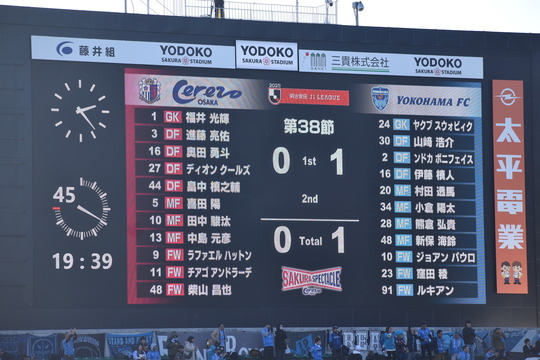 藤井組
YODOKO
SAKURA STADIUM
YODOKO
SAKURA STADIUM
SANKI
三貴株式会社
YODOKO
SAKURA STADIUM
Cerezo
OSAKA
2025
明治安田 J1 LEAGUE
YOKOHAMA FC
1 GK 福井 光輝
3 DF 進藤 亮佑
16 DF 奥田 勇斗
27 DF ディオン クールズ
44 DF 畠中 槙之輔
5 MF 喜田 陽
10 MF 田中 駿汰
13 MF 中島 元彦
9 FW ラファエル ハットン
11 FW チアゴ アンドラーデ
48 FW 柴山 昌也
第38節
0 1st 1
2nd
0 Total 1
SAKURA SPECTACLE
24 GK ヤクブ スウォビィク
30 DF 山﨑 浩介
2 DF ンドカ ボニフェイス
16 DF 伊藤 槙人
20 MF 村田 透馬
34 MF 小倉 陽太
28 MF 熊倉 弘貴
48 MF 新保 海鈴
10 FW ジョアン パウロ
23 FW 窪田 稜
91 FW ルキアン
45
19:39
太平電業